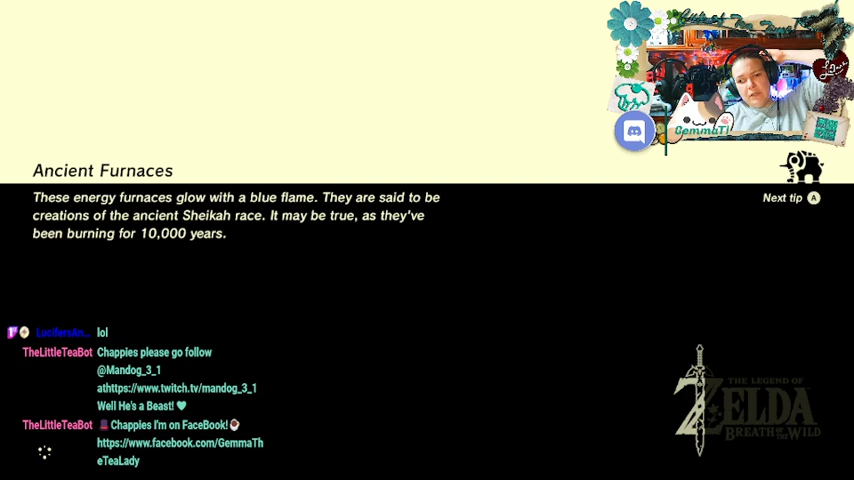 Ancient Furnaces
These energy furnaces glow with a blue flame. They are said to be
creations of the ancient Sheikah race. It may be true, as they've
been burning for 10,000 years.
Next tip A
GemmaT
LucifersAn... lol
TheLittleTeaBot Chappies please go follow
@Mandog_3_1
athttps://www.twitch.tv/mandog_3_1
Well He's a Beast!
TheLittleTeaBot Chappies I'm on FaceBook!
https://www.facebook.com/GemmaTh
eTeaLady
THE LEGEND OF
ZELDA
BREATH OF THE WILD